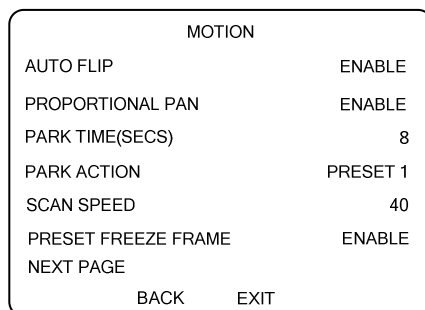 MOTION
AUTO FLIP ENABLE
PROPORTIONAL PAN ENABLE
PARK TIME(SECS) 8
PARK ACTION PRESET 1
SCAN SPEED 40
PRESET FREEZE FRAME ENABLE
NEXT PAGE
BACK EXIT